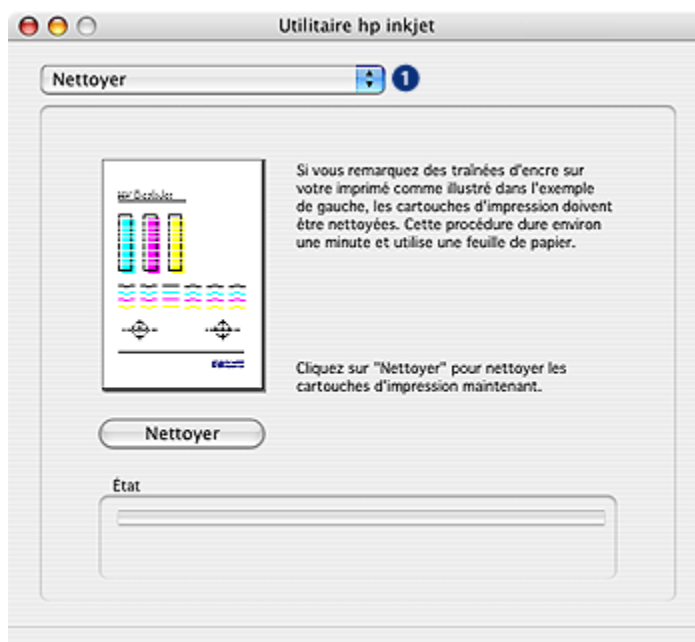 Utilitaire hp inkjet
Nettoyer
1
Si vous remarquez des traînées d'encre sur
votre imprimé comme illustré dans l'exemple
de gauche, les cartouches d'impression doivent
être nettoyées. Cette procédure dure environ
une minute et utilise une feuille de papier.
Cliquez sur "Nettoyer" pour nettoyer les
cartouches d'impression maintenant.
Nettoyer
État